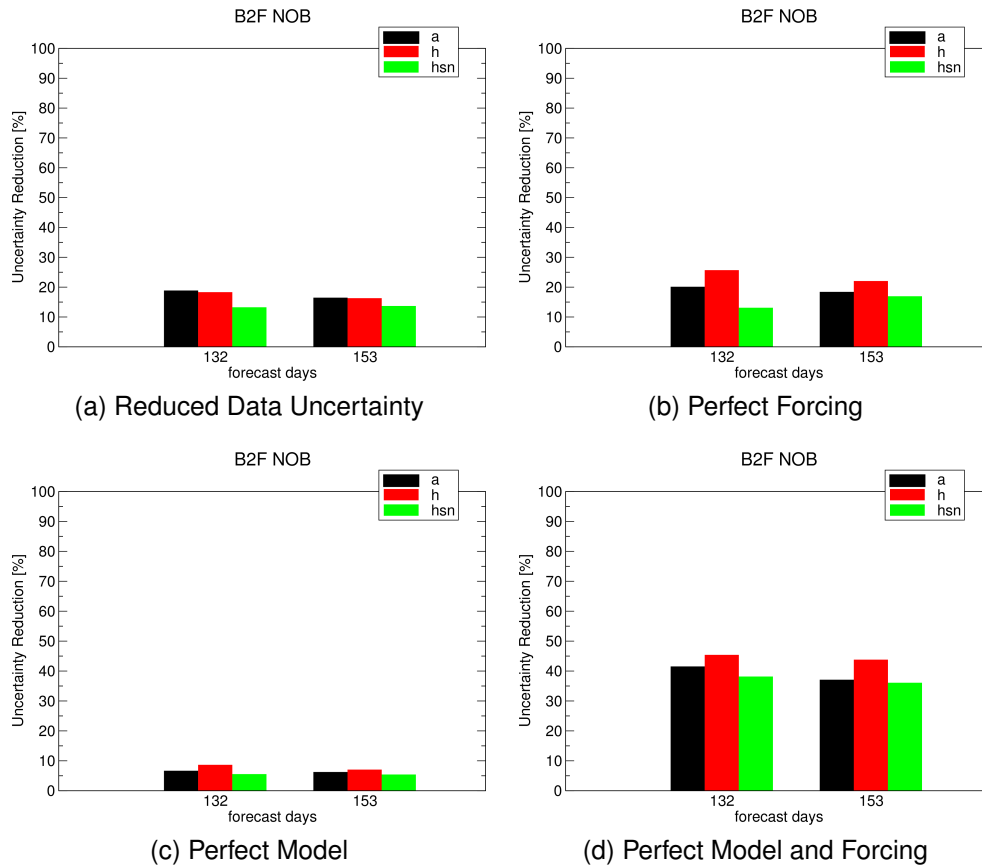 B2F NOB
a
h
hsn
Uncertainty Reduction [%]
100
90
80
70
60
50
40
30
20
10
0
132 153
forecast days
(a) Reduced Data Uncertainty
B2F NOB
a
h
hsn
Uncertainty Reduction [%]
100
90
80
70
60
50
40
30
20
10
0
132 153
forecast days
(b) Perfect Forcing
B2F NOB
a
h
hsn
Uncertainty Reduction [%]
100
90
80
70
60
50
40
30
20
10
0
132 153
forecast days
(c) Perfect Model
B2F NOB
a
h
hsn
Uncertainty Reduction [%]
100
90
80
70
60
50
40
30
20
10
0
132 153
forecast days
(d) Perfect Model and Forcing